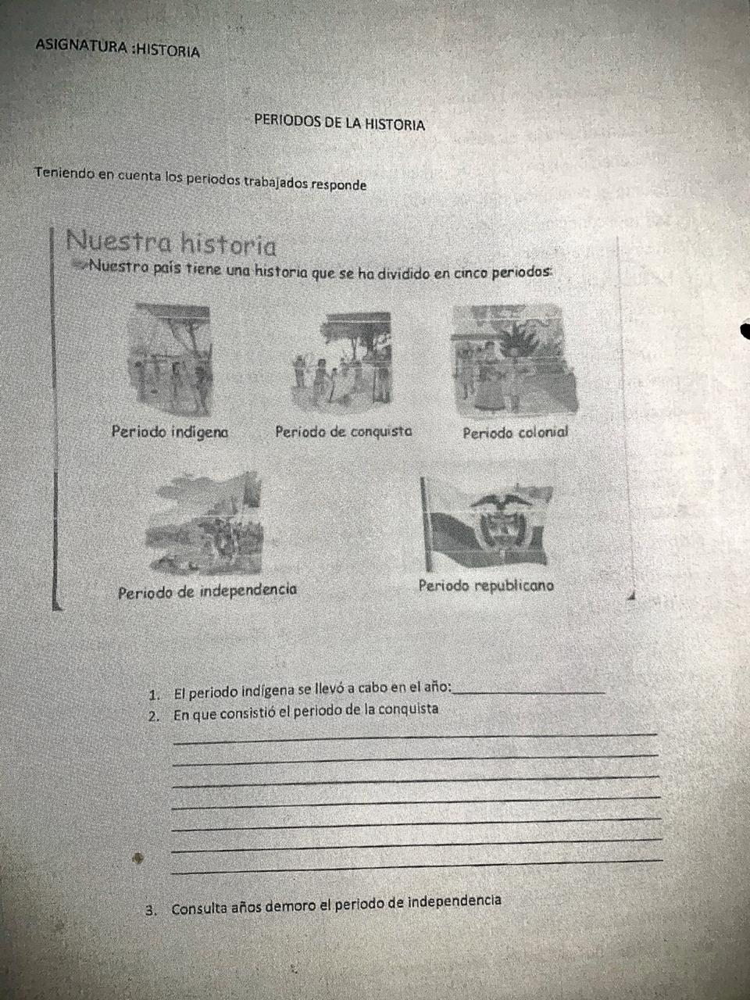 ASIGNATURA :HISTORIA
PERIODOS DE LA HISTORIA
Teniendo en cuenta los periodos trabajados responde
Nuestra historia
Nuestro país tiene una historia que se ha dividido en cinco periodos:
Periodo indígena Periodo de conquista Periodo colonial
Periodo de independencia Periodo republicano
1. El periodo indígena se llevó a cabo en el año:____________________
2. En que consistió el periodo de la conquista
3. Consulta años demoro el periodo de independencia